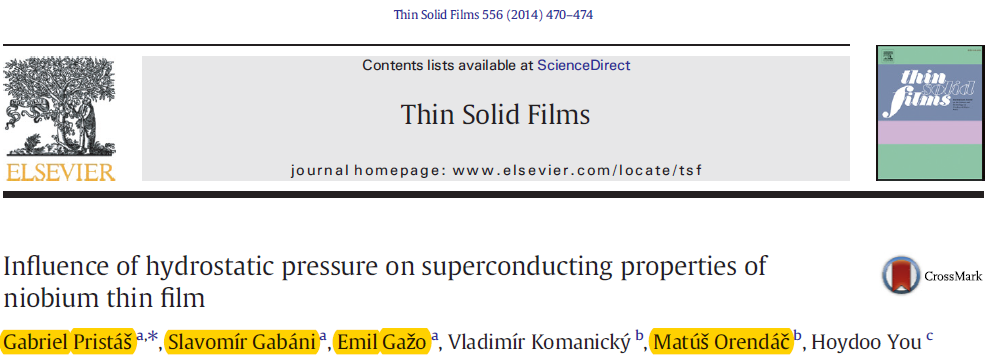 Thin Solid Films 556 (2014) 470–474
Contents lists available at ScienceDirect
Thin Solid Films
journal homepage: www.elsevier.com/locate/tsf
ELSEVIER
thin
solid
films
Influence of hydrostatic pressure on superconducting properties of
niobium thin film
CrossMark
Gabriel Pristáš a,*, Slavomír Gabáni a, Emil Gažo a, Vladimír Komanický b, Matúš Orendáč b, Hoydoo You c